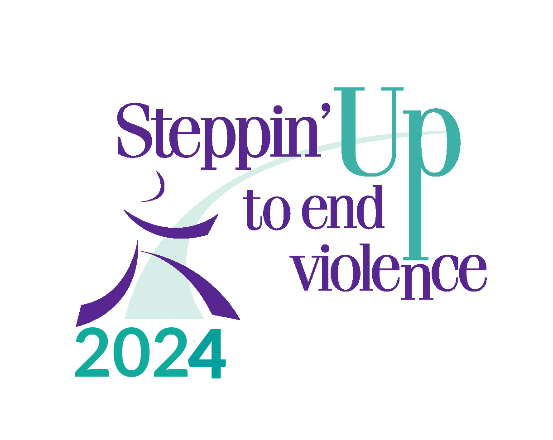 Steppin' Up
to end
violence
2024